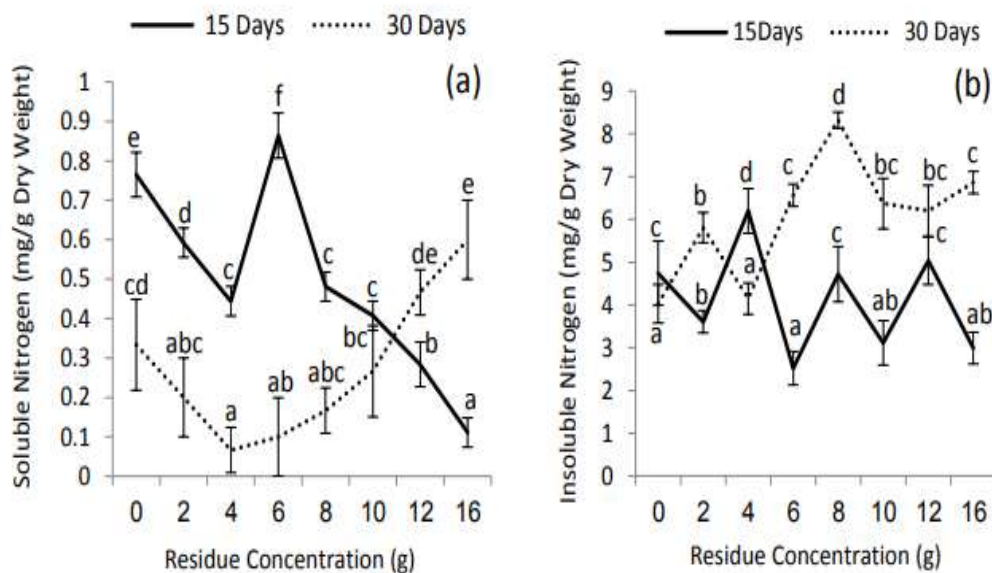 15 Days 30 Days
(a)
Soluble Nitrogen (mg/g Dry Weight)
1
0.9
0.8
0.7
0.6
0.5
0.4
0.3
0.2
0.1
0
e
d
c
f
c
c
b
a
cd
abc
a
ab
abc
bc
de
e
0 2 4 6 8 10 12 16
Residue Concentration (g)
15Days 30 Days
(b)
Insoluble Nitrogen (mg/g Dry Weight)
9
8
7
6
5
4
3
2
1
0
c
b
d
a
c
ab
c
ab
a
b
a
c
d
bc
bc
c
0 2 4 6 8 10 12 16
Residue Concentration (g)